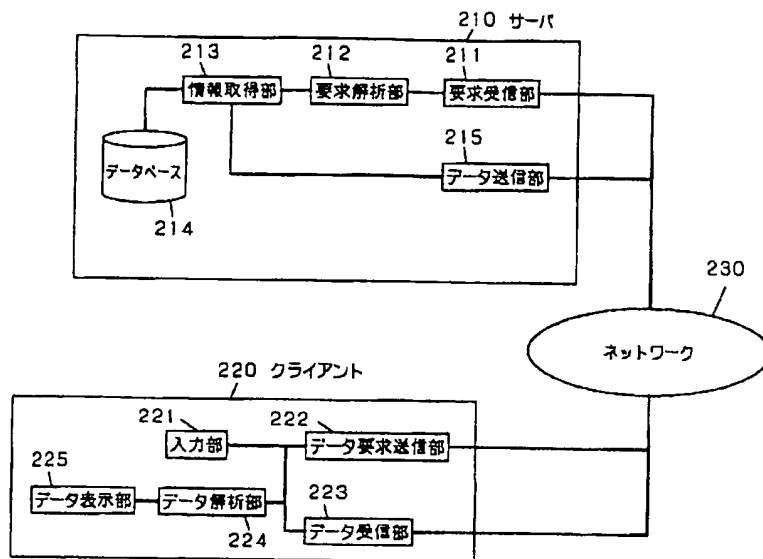 210 サーバ
213
212
211
情報取得部
要求解析部
要求受信部
データベース
214
215
データ送信部
230
ネットワーク
220 クライアント
221
222
入力部
データ要求送信部
225
データ表示部
データ解析部
224
223
データ受信部